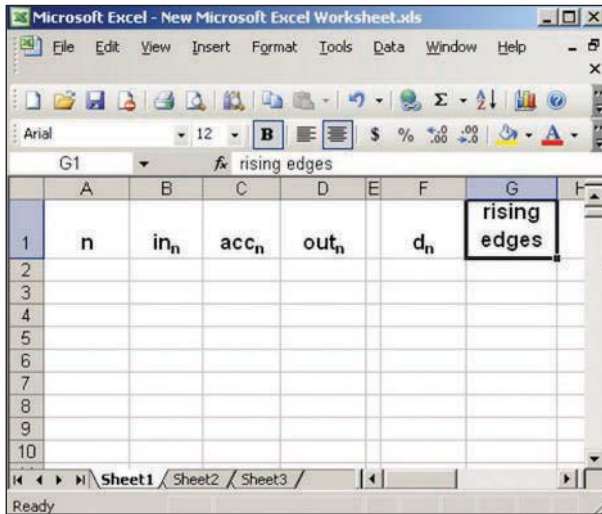 Microsoft Excel - New Microsoft Excel Worksheet.xls
File Edit View Insert Format Tools Data Window Help
Arial 12 B $ % .00 .00 A
G1 fx rising edges
A B C D E F G H
1 n inₙ accₙ outₙ dₙ rising edges
2
3
4
5
6
7
8
9
10
Sheet1 Sheet2 Sheet3
Ready